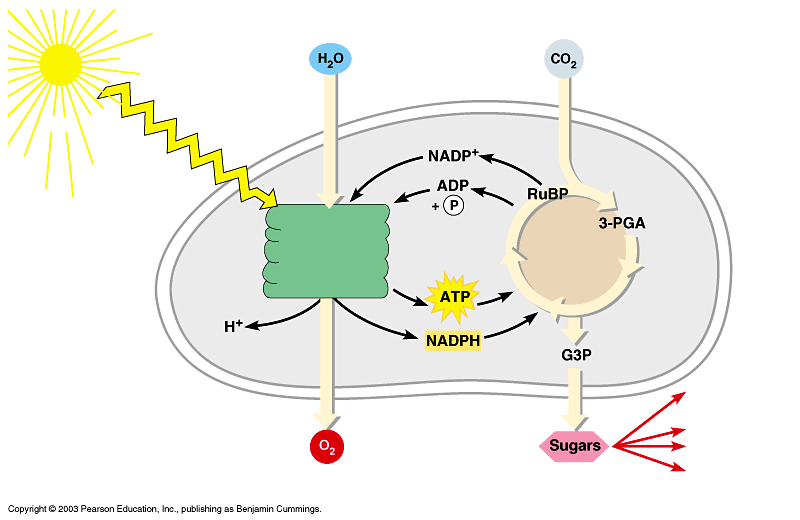 H₂O
CO₂
NADP⁺
ADP
+ P
RuBP
3-PGA
ATP
H⁺
NADPH
G3P
O₂
Sugars
Copyright © 2003 Pearson Education, Inc., publishing as Benjamin Cummings.